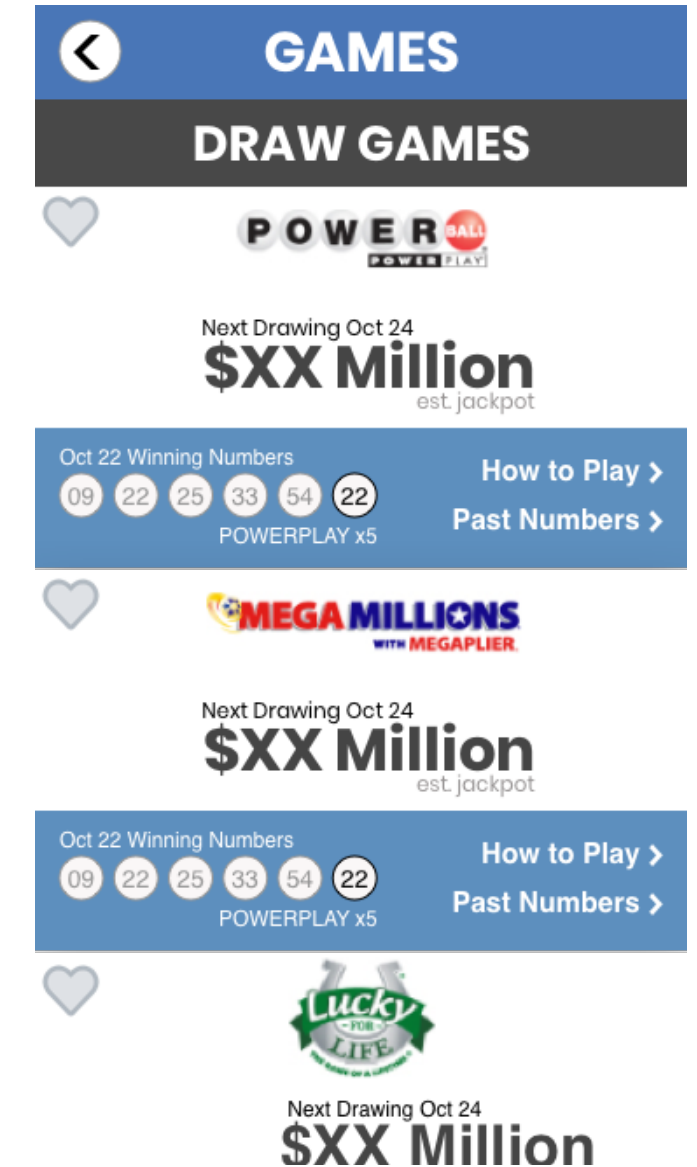 GAMES
DRAW GAMES
POWERBALL
POWER PLAY
Next Drawing Oct 24
$XX Million
est. jackpot
Oct 22 Winning Numbers
09 22 25 33 54 22
POWERPLAY x5
How to Play
Past Numbers
MEGA MILLIONS
WITH MEGAPLIER
Next Drawing Oct 24
$XX Million
est. jackpot
Oct 22 Winning Numbers
09 22 25 33 54 22
POWERPLAY x5
How to Play
Past Numbers
Lucky
FOR
LIFE
Next Drawing Oct 24
$XX Million